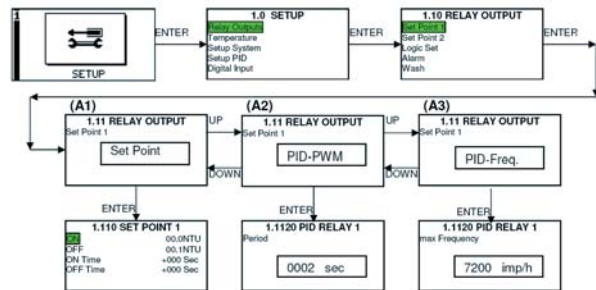 1
SETUP
ENTER
1.0 SETUP
Relay Outputs
Temperature
Setup System
Setup PID
Digital Input
ENTER
1.10 RELAY OUTPUT
Set Point 1
Set Point 2
Logic Set
Alarm
Wash
ENTER
(A1)
1.11 RELAY OUTPUT
Set Point 1
Set Point
UP
DOWN
(A2)
1.11 RELAY OUTPUT
Set Point 1
PID-PWM
UP
DOWN
(A3)
1.11 RELAY OUTPUT
Set Point 1
PID-Freq.
ENTER
ENTER
ENTER
1.110 SET POINT 1
ON 00.0NTU
OFF 00.1NTU
ON Time +000 Sec
OFF Time +000 Sec
1.1120 PID RELAY 1
Period
0002 sec
1.1120 PID RELAY 1
max Frequency
7200 imp/h